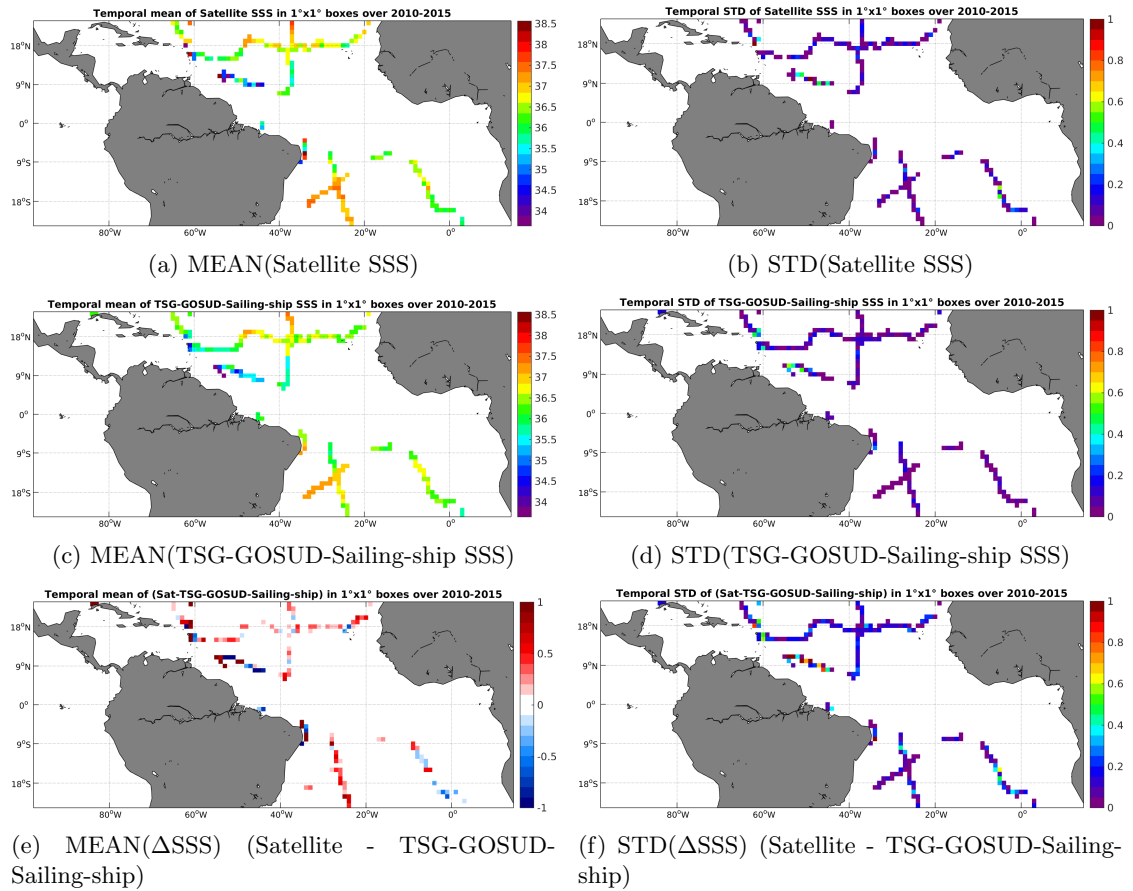 Temporal mean of Satellite SSS in 1°x1° boxes over 2010-2015
18°N
9°N
0°
9°S
18°S
80°W
60°W
40°W
20°W
0°
38.5
38
37.5
37
36.5
36
35.5
35
34.5
34
(a) MEAN(Satellite SSS)
Temporal STD of Satellite SSS in 1°x1° boxes over 2010-2015
18°N
9°N
0°
9°S
18°S
80°W
60°W
40°W
20°W
0°
1
0.8
0.6
0.4
0.2
0
(b) STD(Satellite SSS)
Temporal mean of TSG-GOSUD-Sailing-ship SSS in 1°x1° boxes over 2010-2015
18°N
9°N
0°
9°S
18°S
80°W
60°W
40°W
20°W
0°
38.5
38
37.5
37
36.5
36
35.5
35
34.5
34
(c) MEAN(TSG-GOSUD-Sailing-ship SSS)
Temporal STD of TSG-GOSUD-Sailing-ship SSS in 1°x1° boxes over 2010-2015
18°N
9°N
0°
9°S
18°S
80°W
60°W
40°W
20°W
0°
1
0.8
0.6
0.4
0.2
0
(d) STD(TSG-GOSUD-Sailing-ship SSS)
Temporal mean of (Sat-TSG-GOSUD-Sailing-ship) in 1°x1° boxes over 2010-2015
18°N
9°N
0°
9°S
18°S
80°W
60°W
40°W
20°W
0°
1
0.5
0
-0.5
-1
(e) MEAN(ΔSSS) (Satellite - TSG-GOSUD-
Sailing-ship)
Temporal STD of (Sat-TSG-GOSUD-Sailing-ship) in 1°x1° boxes over 2010-2015
18°N
9°N
0°
9°S
18°S
80°W
60°W
40°W
20°W
0°
1
0.8
0.6
0.4
0.2
0
(f) STD(ΔSSS) (Satellite - TSG-GOSUD-Sailing-
ship)